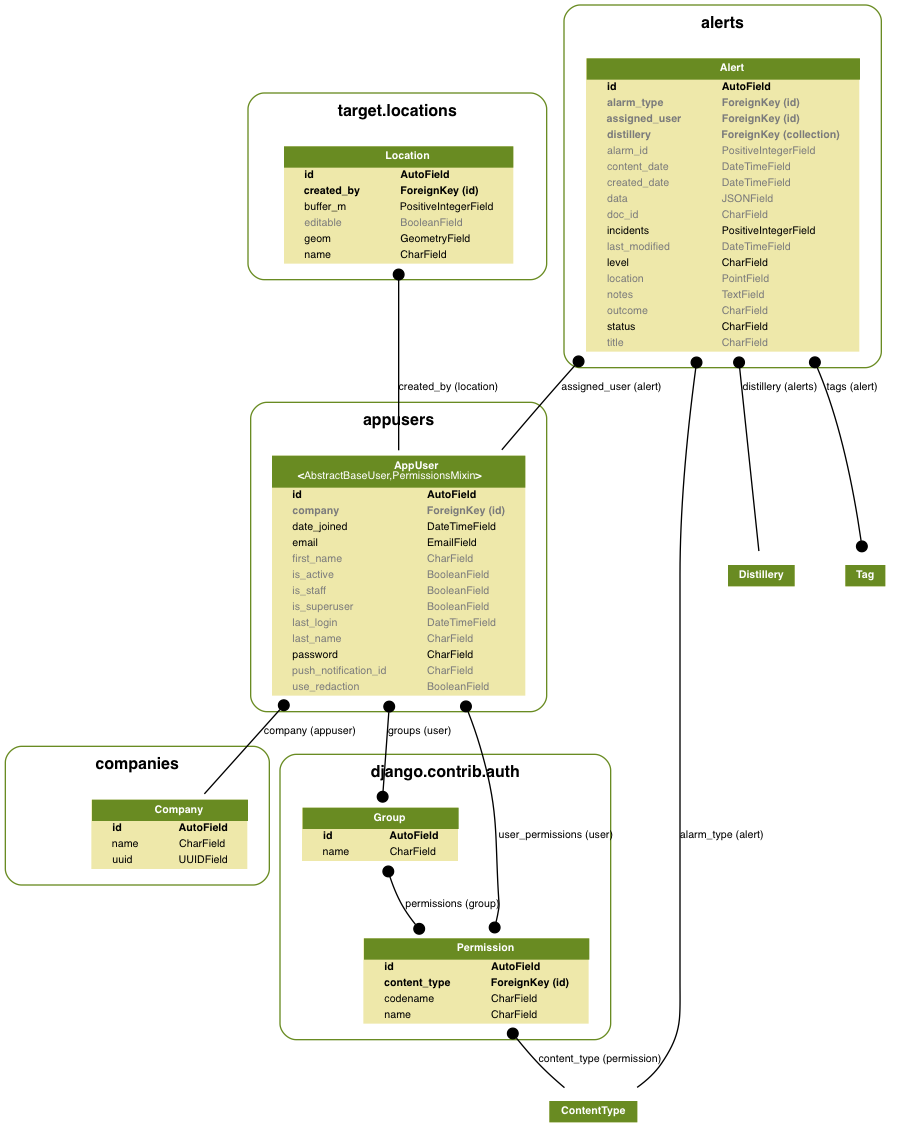 alerts
Alert
id AutoField
alarm_type ForeignKey (id)
assigned_user ForeignKey (id)
distillery ForeignKey (collection)
alarm_id PositiveIntegerField
content_date DateTimeField
created_date DateTimeField
data JSONField
doc_id CharField
incidents PositiveIntegerField
last_modified DateTimeField
level CharField
location PointField
notes TextField
outcome CharField
status CharField
title CharField
target.locations
Location
id AutoField
created_by ForeignKey (id)
buffer_m PositiveIntegerField
editable BooleanField
geom GeometryField
name CharField
created_by (location)
assigned_user (alert)
distillery (alerts)
tags (alert)
appusers
AppUser
<AbstractBaseUser,PermissionsMixin>
id AutoField
company ForeignKey (id)
date_joined DateTimeField
email EmailField
first_name CharField
is_active BooleanField
is_staff BooleanField
is_superuser BooleanField
last_login DateTimeField
last_name CharField
password CharField
push_notification_id CharField
use_redaction BooleanField
Distillery
Tag
company (appuser)
groups (user)
companies
Company
id AutoField
name CharField
uuid UUIDField
django.contrib.auth
Group
id AutoField
name CharField
user_permissions (user)
alarm_type (alert)
permissions (group)
Permission
id AutoField
content_type ForeignKey (id)
codename CharField
name CharField
content_type (permission)
ContentType